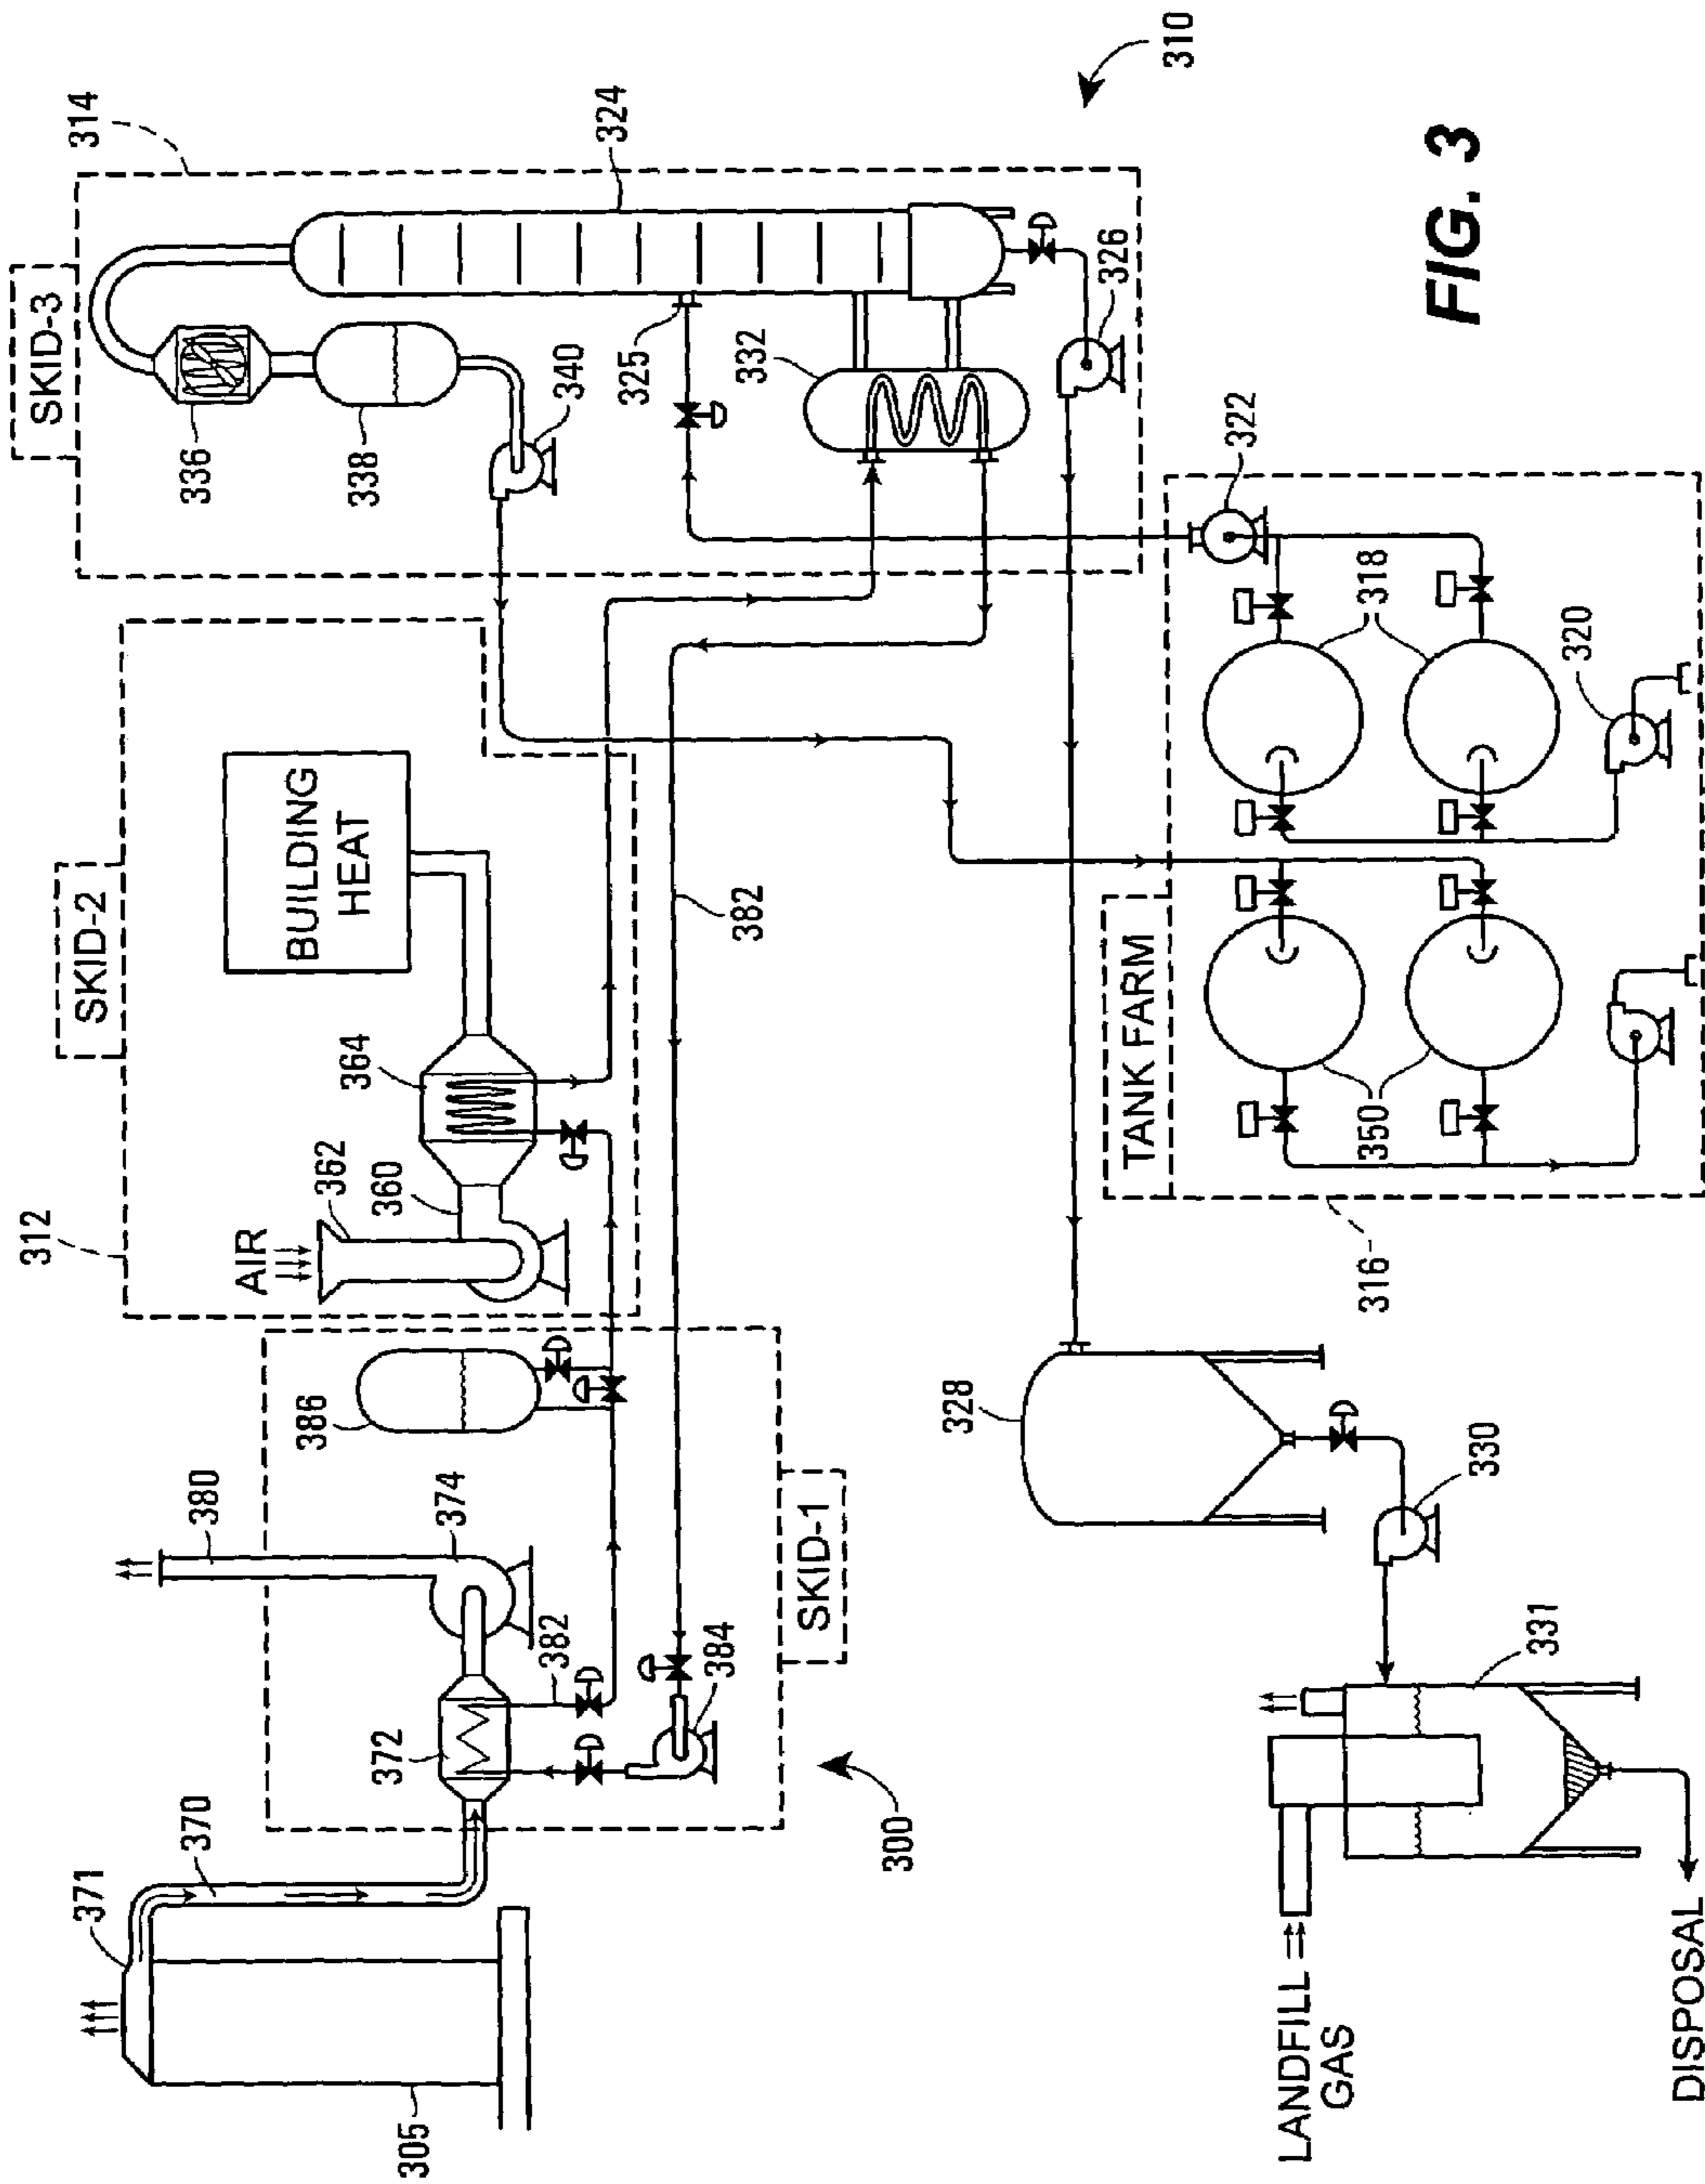 314
SKID-3
324
336
338
340
325
332
326
310
312
SKID-2
BUILDING
HEAT
364
360
362
AIR
382
322
318
320
TANK FARM
350
316
386
380
374
382
372
384
SKID-1
370
371
305
300
328
330
331
LANDFILL
GAS
DISPOSAL
FIG. 3